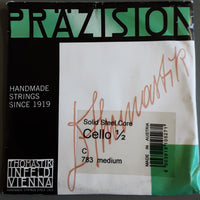 PRÄZISION
HANDMADE
STRINGS
SINCE 1919
Thomastik
Solid Steel Core
Cello ½
C
783 medium
MADE IN AUSTRIA
THOMASTIK
INFELD
VIENNA